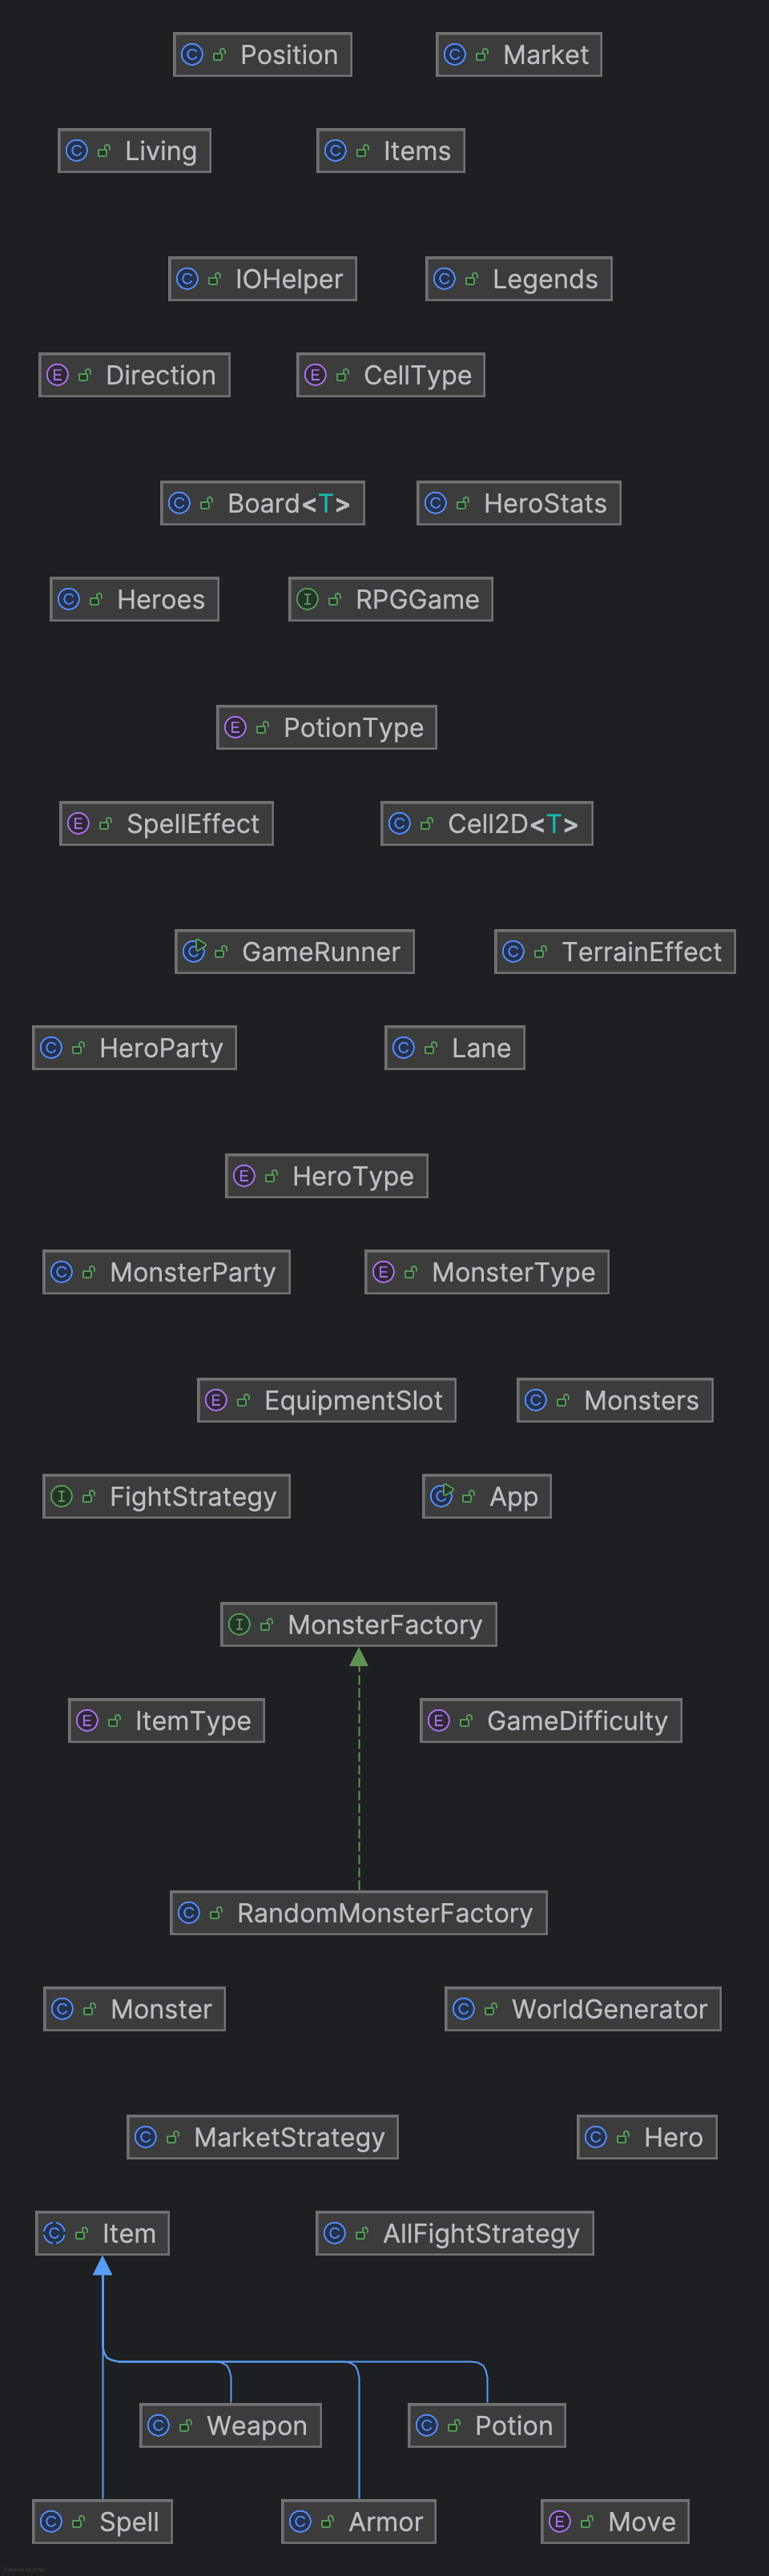 Position
Market
Living
Items
IOHelper
Legends
Direction
CellType
Board<T>
HeroStats
Heroes
RPGGame
PotionType
SpellEffect
Cell2D<T>
GameRunner
TerrainEffect
HeroParty
Lane
HeroType
MonsterParty
MonsterType
EquipmentSlot
Monsters
FightStrategy
App
MonsterFactory
ItemType
GameDifficulty
RandomMonsterFactory
Monster
WorldGenerator
MarketStrategy
Hero
Item
AllFightStrategy
Weapon
Potion
Spell
Armor
Move